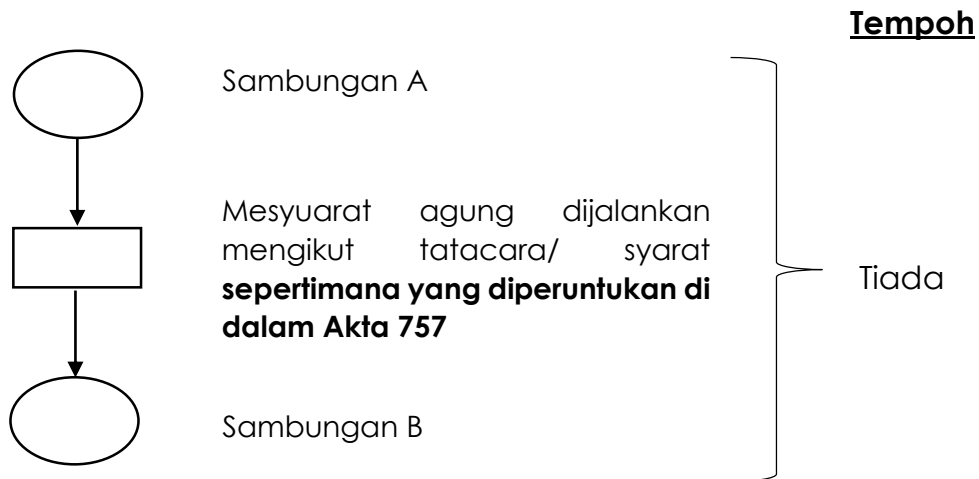 Tempoh
Sambungan A
Mesyuarat agung dijalankan
mengikut tatacara/ syarat
sepertimana yang diperuntukan di
dalam Akta 757
Tiada
Sambungan B